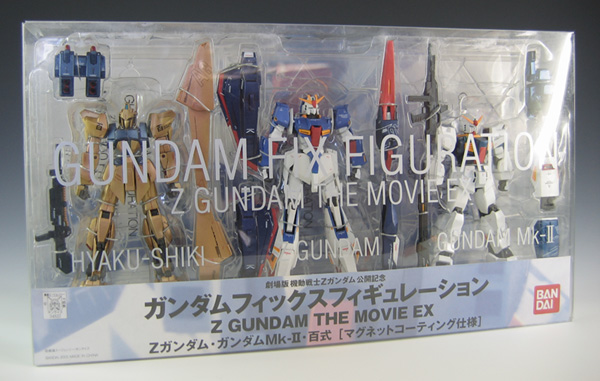 GUNDAM FIX FIGURATION
Z GUNDAM THE MOVIE EX
HYAKU-SHIKI
GUNDAM
GUNDAM Mk-II
劇場版 機動戦士Zガンダム 公開記念
ガンダムフィックスフィギュレーション
Z GUNDAM THE MOVIE EX
Zガンダム・ガンダムMk-II・百式 [マグネットコーティング仕様]
BAN
DAI